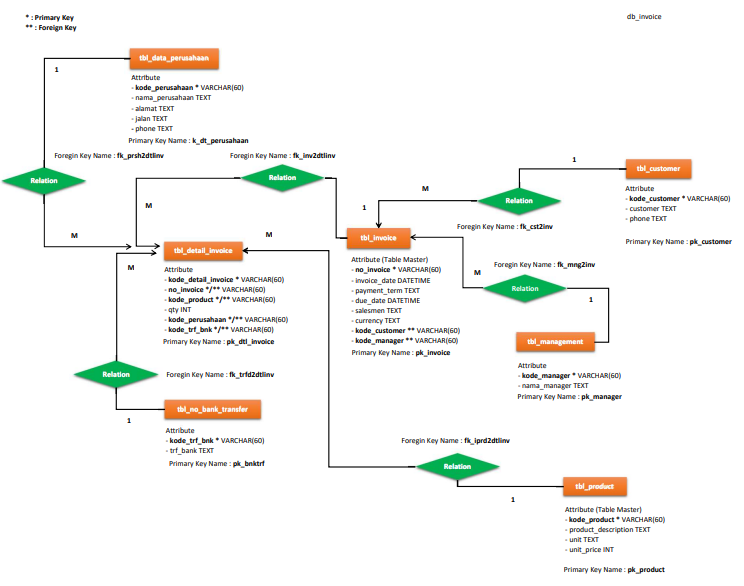 * : Primary Key
** : Foreign Key
db_invoice
tbl_data_perusahaan
1
Attribute
- kode_perusahaan * VARCHAR(60)
- nama_perusahaan TEXT
- alamat TEXT
- jalan TEXT
- phone TEXT
Primary Key Name : k_dt_perusahaan
Foregin Key Name : fk_prsh2dtlinv
Foregin Key Name : fk_inv2dtlinv
Relation
Relation
M
M
M
1
tbl_customer
1
Attribute
- kode_customer * VARCHAR(60)
- customer TEXT
- phone TEXT
Primary Key Name : pk_customer
M
Relation
Foregin Key Name : fk_cst2inv
tbl_detail_invoice
Attribute
- kode_detail_invoice * VARCHAR(60)
- no_invoice */** VARCHAR(60)
- kode_product */** VARCHAR(60)
- qty INT
- kode_perusahaan */** VARCHAR(60)
- kode_trf_bnk */** VARCHAR(60)
Primary Key Name : pk_dtl_invoice
tbl_invoice
Attribute (Table Master)
- no_invoice * VARCHAR(60)
- invoice_date DATETIME
- payment_term TEXT
- due_date DATETIME
- salesmen TEXT
- currency TEXT
- kode_customer ** VARCHAR(60)
- kode_manager ** VARCHAR(60)
Primary Key Name : pk_invoice
Foregin Key Name : fk_mng2inv
M
Relation
1
tbl_management
Attribute
- kode_manager * VARCHAR(60)
- nama_manager TEXT
Primary Key Name : pk_manager
M
Relation
Foregin Key Name : fk_trfd2dtlinv
1
tbl_no_bank_transfer
Attribute
- kode_trf_bnk * VARCHAR(60)
- trf_bank TEXT
Primary Key Name : pk_bnktrf
Foregin Key Name : fk_iprd2dtlinv
Relation
1
tbl_product
Attribute (Table Master)
- kode_product * VARCHAR(60)
- product_description TEXT
- unit TEXT
- unit_price INT
Primary Key Name : pk_product